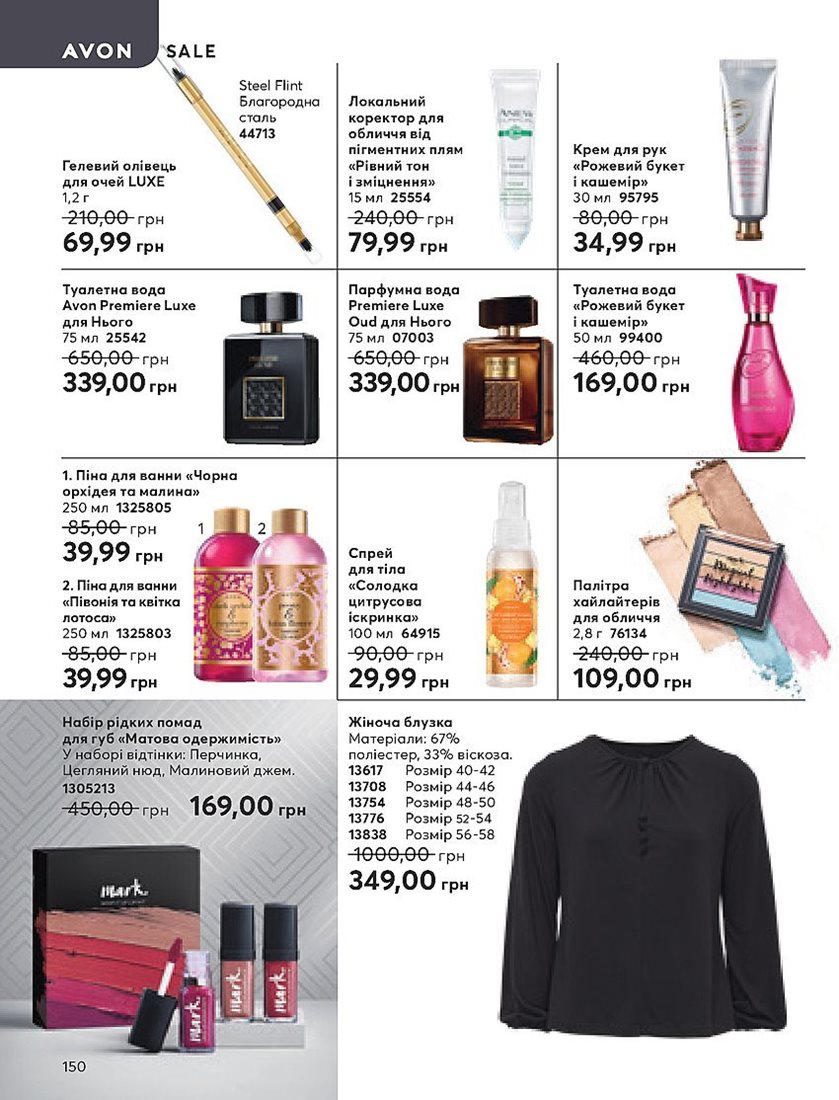 AVON SALE
Steel Flint
Благородна
сталь
44713
Гелевий олівець
для очей LUXE
1,2 г
210,00 грн
69,99 грн
Локальний
коректор для
обличчя від
пігментних плям
«Рівний тон
і зміцнення»
15 мл 25554
240,00 грн
79,99 грн
Крем для рук
«Рожевий букет
і кашемір»
30 мл 95795
80,00 грн
34,99 грн
Туалетна вода
Avon Premiere Luxe
для Нього
75 мл 25542
650,00 грн
339,00 грн
Парфумна вода
Premiere Luxe
Oud для Нього
75 мл 07003
650,00 грн
339,00 грн
Туалетна вода
«Рожевий букет
і кашемір»
50 мл 99400
460,00 грн
169,00 грн
1. Піна для ванни «Чорна
орхідея та малина»
250 мл 1325805
85,00 грн
39,99 грн
2. Піна для ванни
«Півонія та квітка
лотоса»
250 мл 1325803
85,00 грн
39,99 грн
1 2
Спрей
для тіла
«Солодка
цитрусова
іскринка»
100 мл 64915
90,00 грн
29,99 грн
Палітра
хайлайтерів
для обличчя
2,8 г 76134
240,00 грн
109,00 грн
Набір рідких помад
для губ «Матова одержимість»
У наборі відтінки: Перчинка,
Цегляний нюд, Малиновий джем.
1305213
450,00 грн 169,00 грн
mark.
mark.
mark.
mark.
Жіноча блузка
Матеріали: 67%
поліестер, 33% віскоза.
13617 Розмір 40-42
13708 Розмір 44-46
13754 Розмір 48-50
13776 Розмір 52-54
13838 Розмір 56-58
1000,00 грн
349,00 грн
150